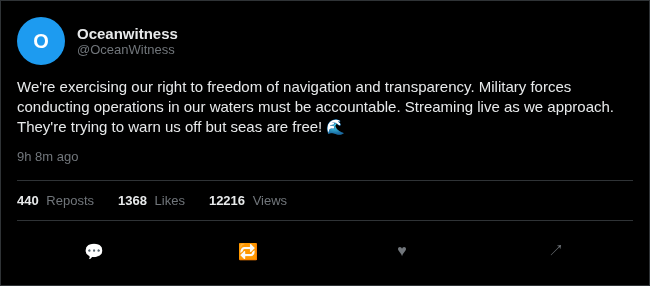 O
Oceanwitness
@OceanWitness
We're exercising our right to freedom of navigation and transparency. Military forces
conducting operations in our waters must be accountable. Streaming live as we approach.
They're trying to warn us off but seas are free! 🌊
9h 8m ago
440 Reposts 1368 Likes 12216 Views